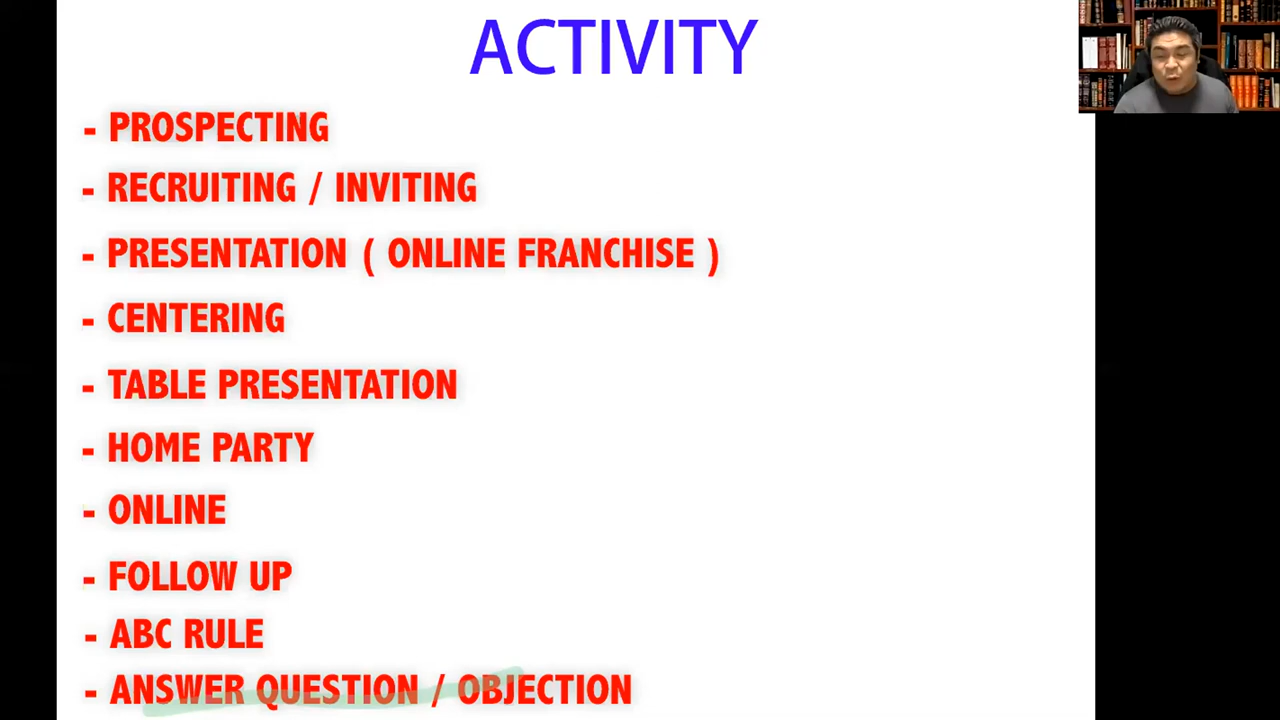 ACTIVITY
- PROSPECTING
- RECRUITING / INVITING
- PRESENTATION ( ONLINE FRANCHISE )
- CENTERING
- TABLE PRESENTATION
- HOME PARTY
- ONLINE
- FOLLOW UP
- ABC RULE
- ANSWER QUESTION / OBJECTION